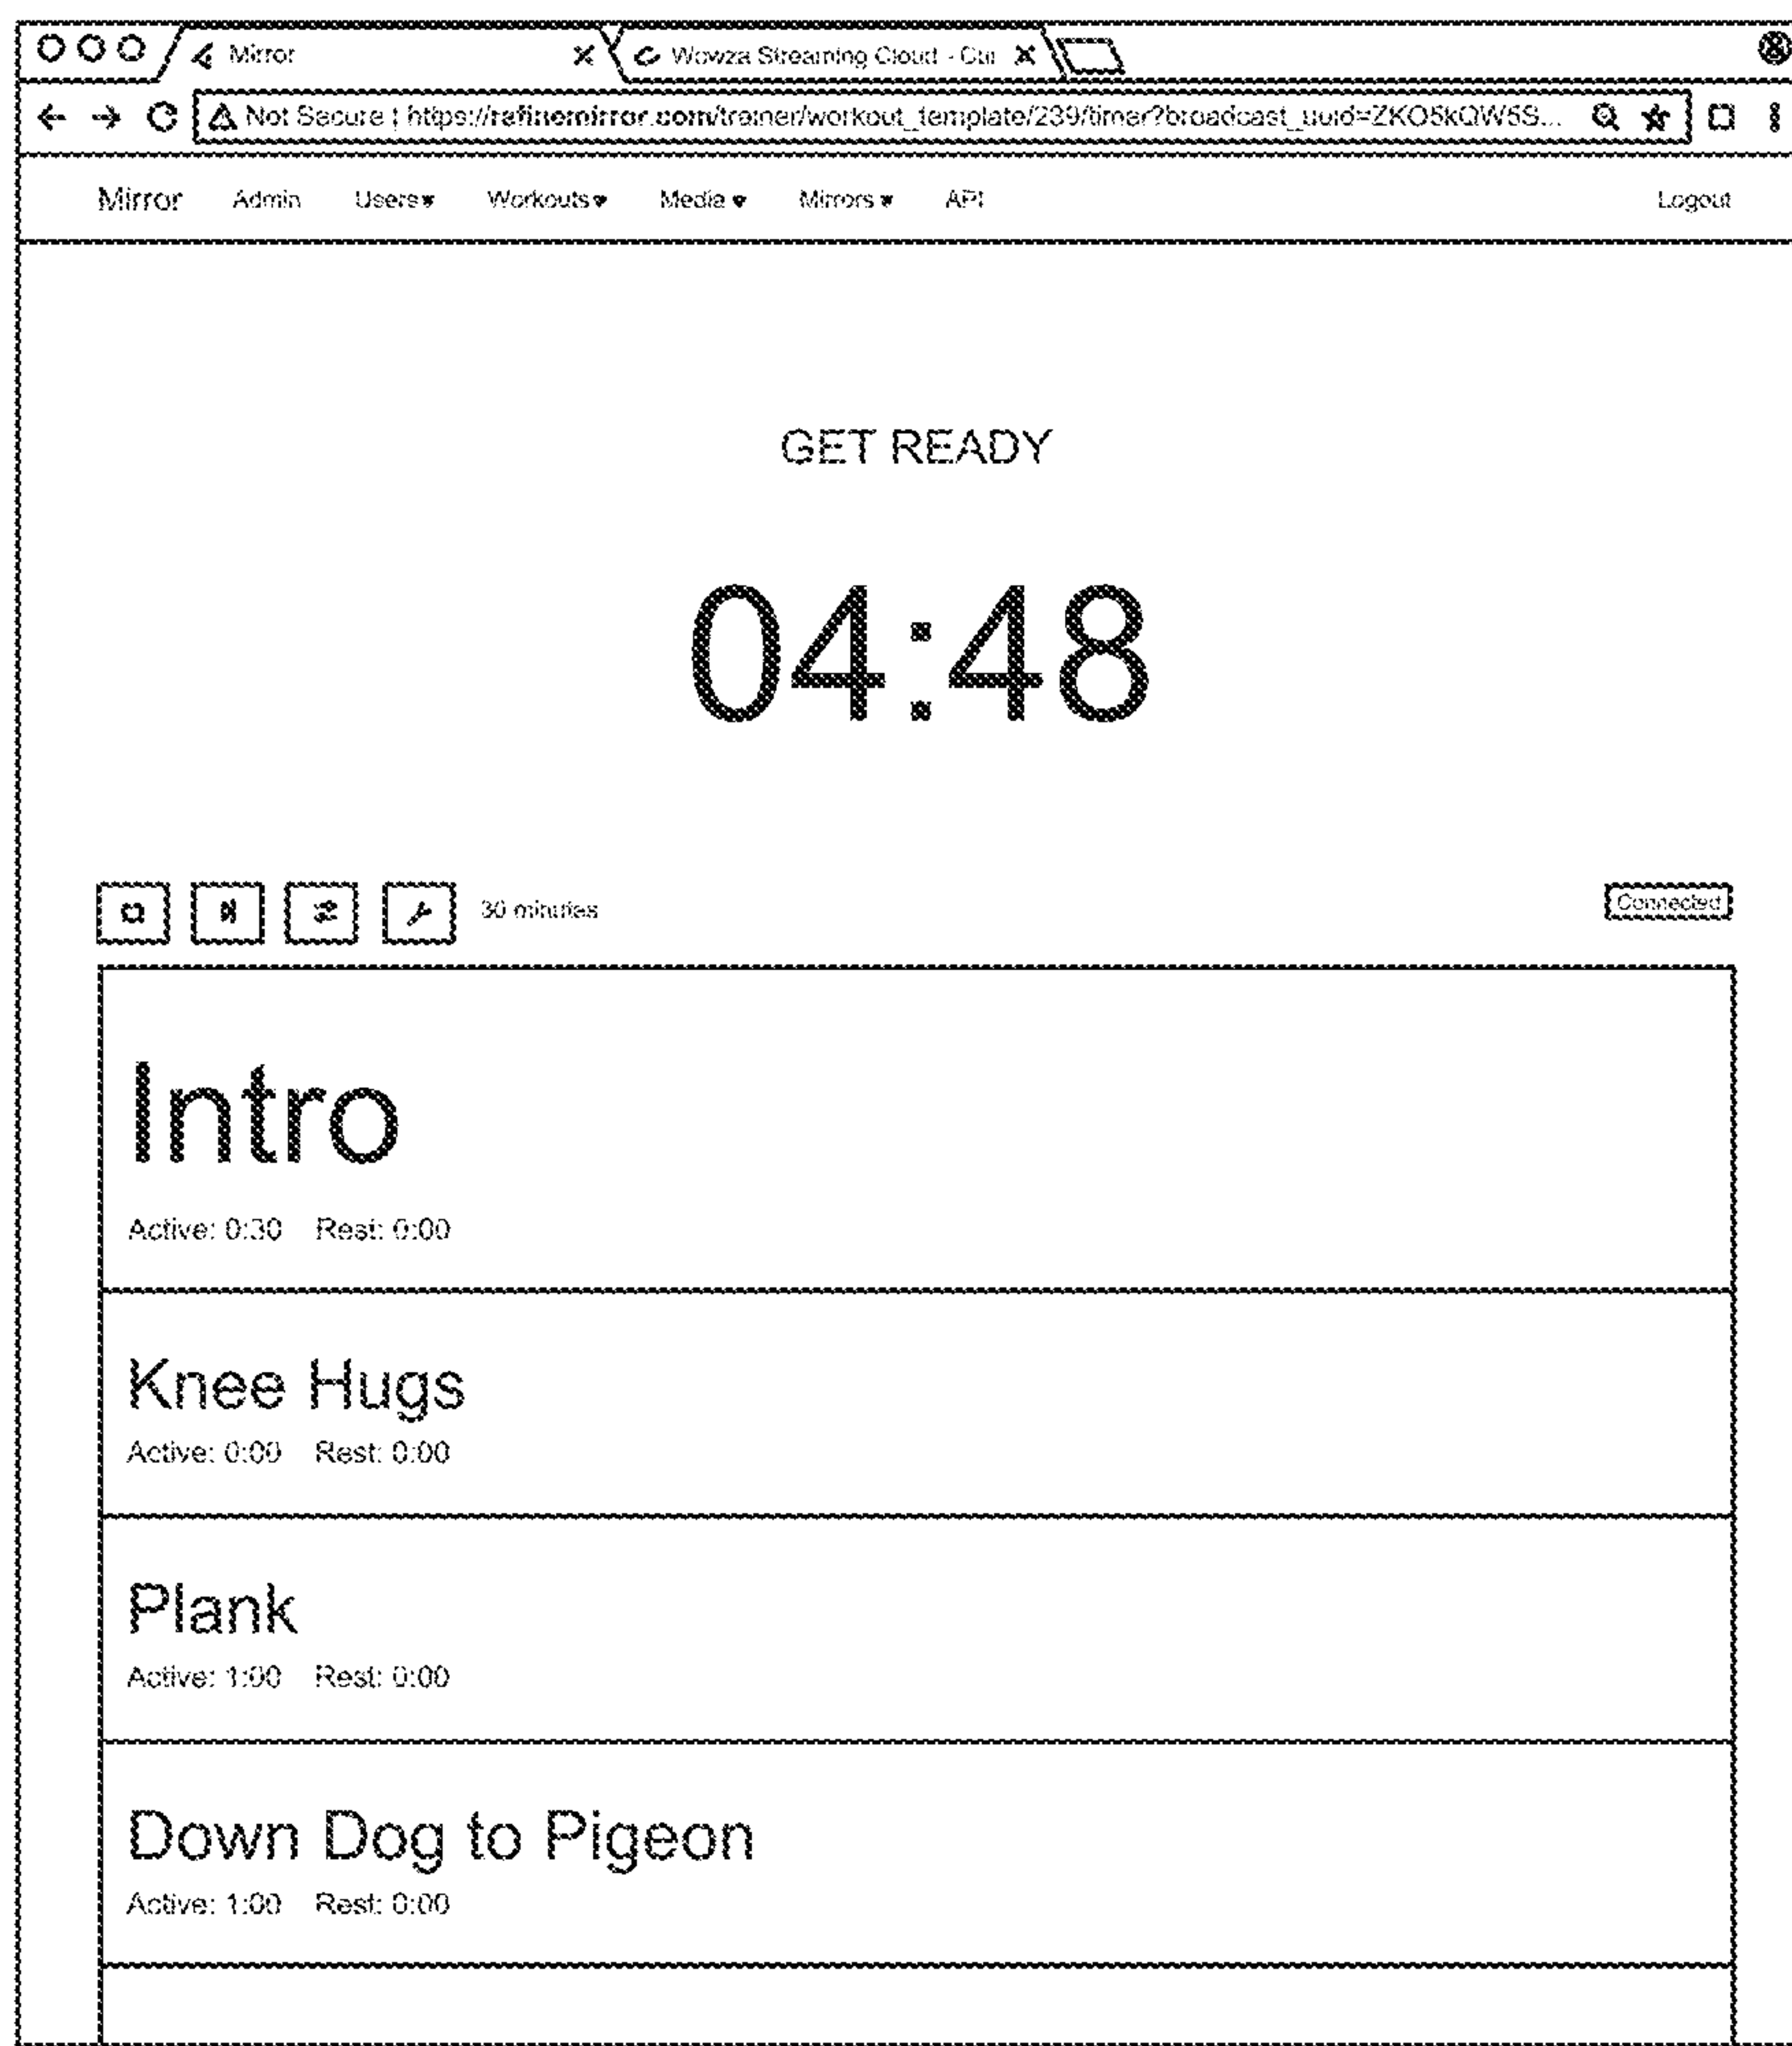 Mirror
Wowza Streaming Cloud - Cur
Not Secure | https://refinemirror.com/trainer/workout_template/239/timer?broadcast_uuid=ZKO5kQW5S...
Mirror Admin Users Workouts Media Mirrors API Logout
GET READY
04:48
30 minutes
Connected
Intro
Active: 0:30 Rest: 0:00
Knee Hugs
Active: 0:00 Rest: 0:00
Plank
Active: 1:00 Rest: 0:00
Down Dog to Pigeon
Active: 1:00 Rest: 0:00